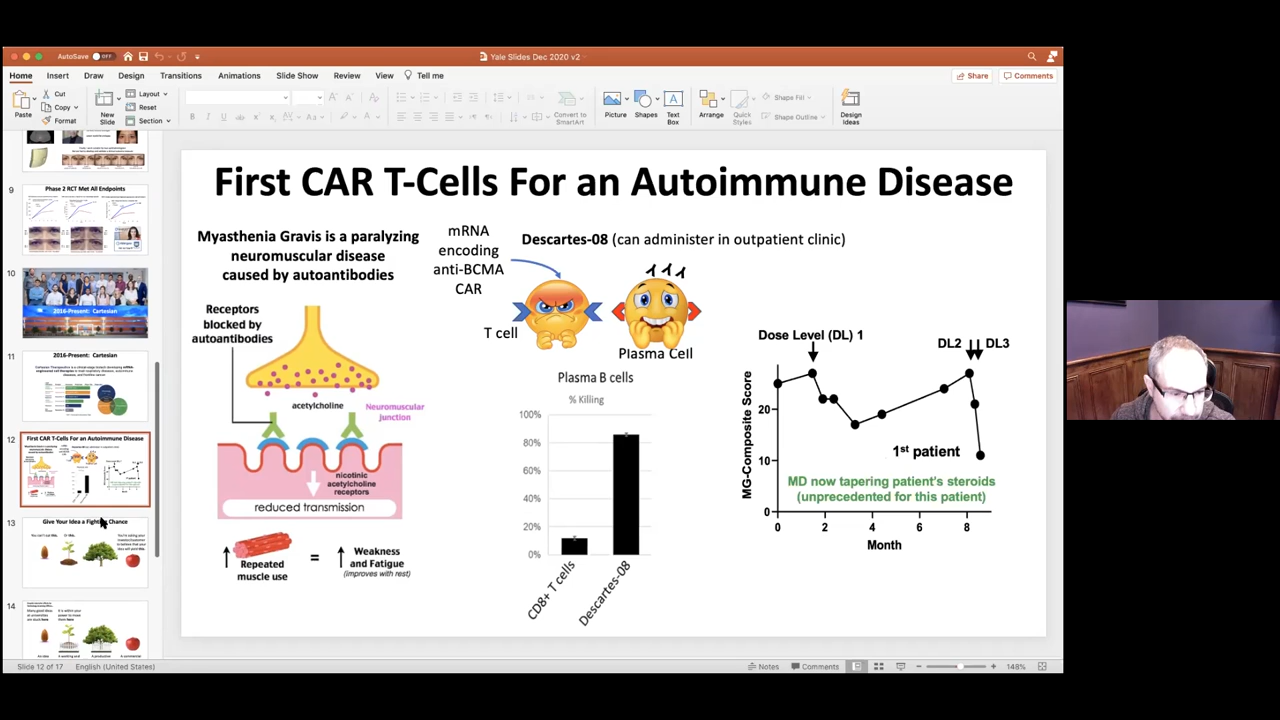 AutoSave OFF
Yale Slides Dec 2020 v2
Home Insert Draw Design Transitions Animations Slide Show Review View Tell me
Share Comments
Paste
Cut
Copy
Format
New Slide
Layout
Reset
Section
Convert to SmartArt
Picture
Shapes
Text Box
Arrange
Quick Styles
Shape Fill
Shape Outline
Design Ideas
9
Phase 2 RCT Met All Endpoints
10
2016-Present: Cartesian
11
2016-Present: Cartesian
12
First CAR T-Cells For an Autoimmune Disease
13
Give Your Idea a Fighting Chance
14
First CAR T-Cells For an Autoimmune Disease
Myasthenia Gravis is a paralyzing
neuromuscular disease
caused by autoantibodies
mRNA
encoding
anti-BCMA
CAR
Descartes-08 (can administer in outpatient clinic)
T cell
Plasma Cell
Receptors
blocked by
autoantibodies
acetylcholine
Neuromuscular
junction
nicotinic
acetylcholine
receptors
reduced transmission
Repeated
muscle use
=
Weakness
and Fatigue
(improves with rest)
Plasma B cells
% Killing
100%
80%
60%
40%
20%
0%
CD8+ T cells
Descartes-08
Dose Level (DL) 1
DL2 DL3
MG-Composite Score
20
10
0
1st patient
MD now tapering patient's steroids
(unprecedented for this patient)
0 2 4 6 8
Month
Slide 12 of 17 English (United States)
Notes Comments 148%